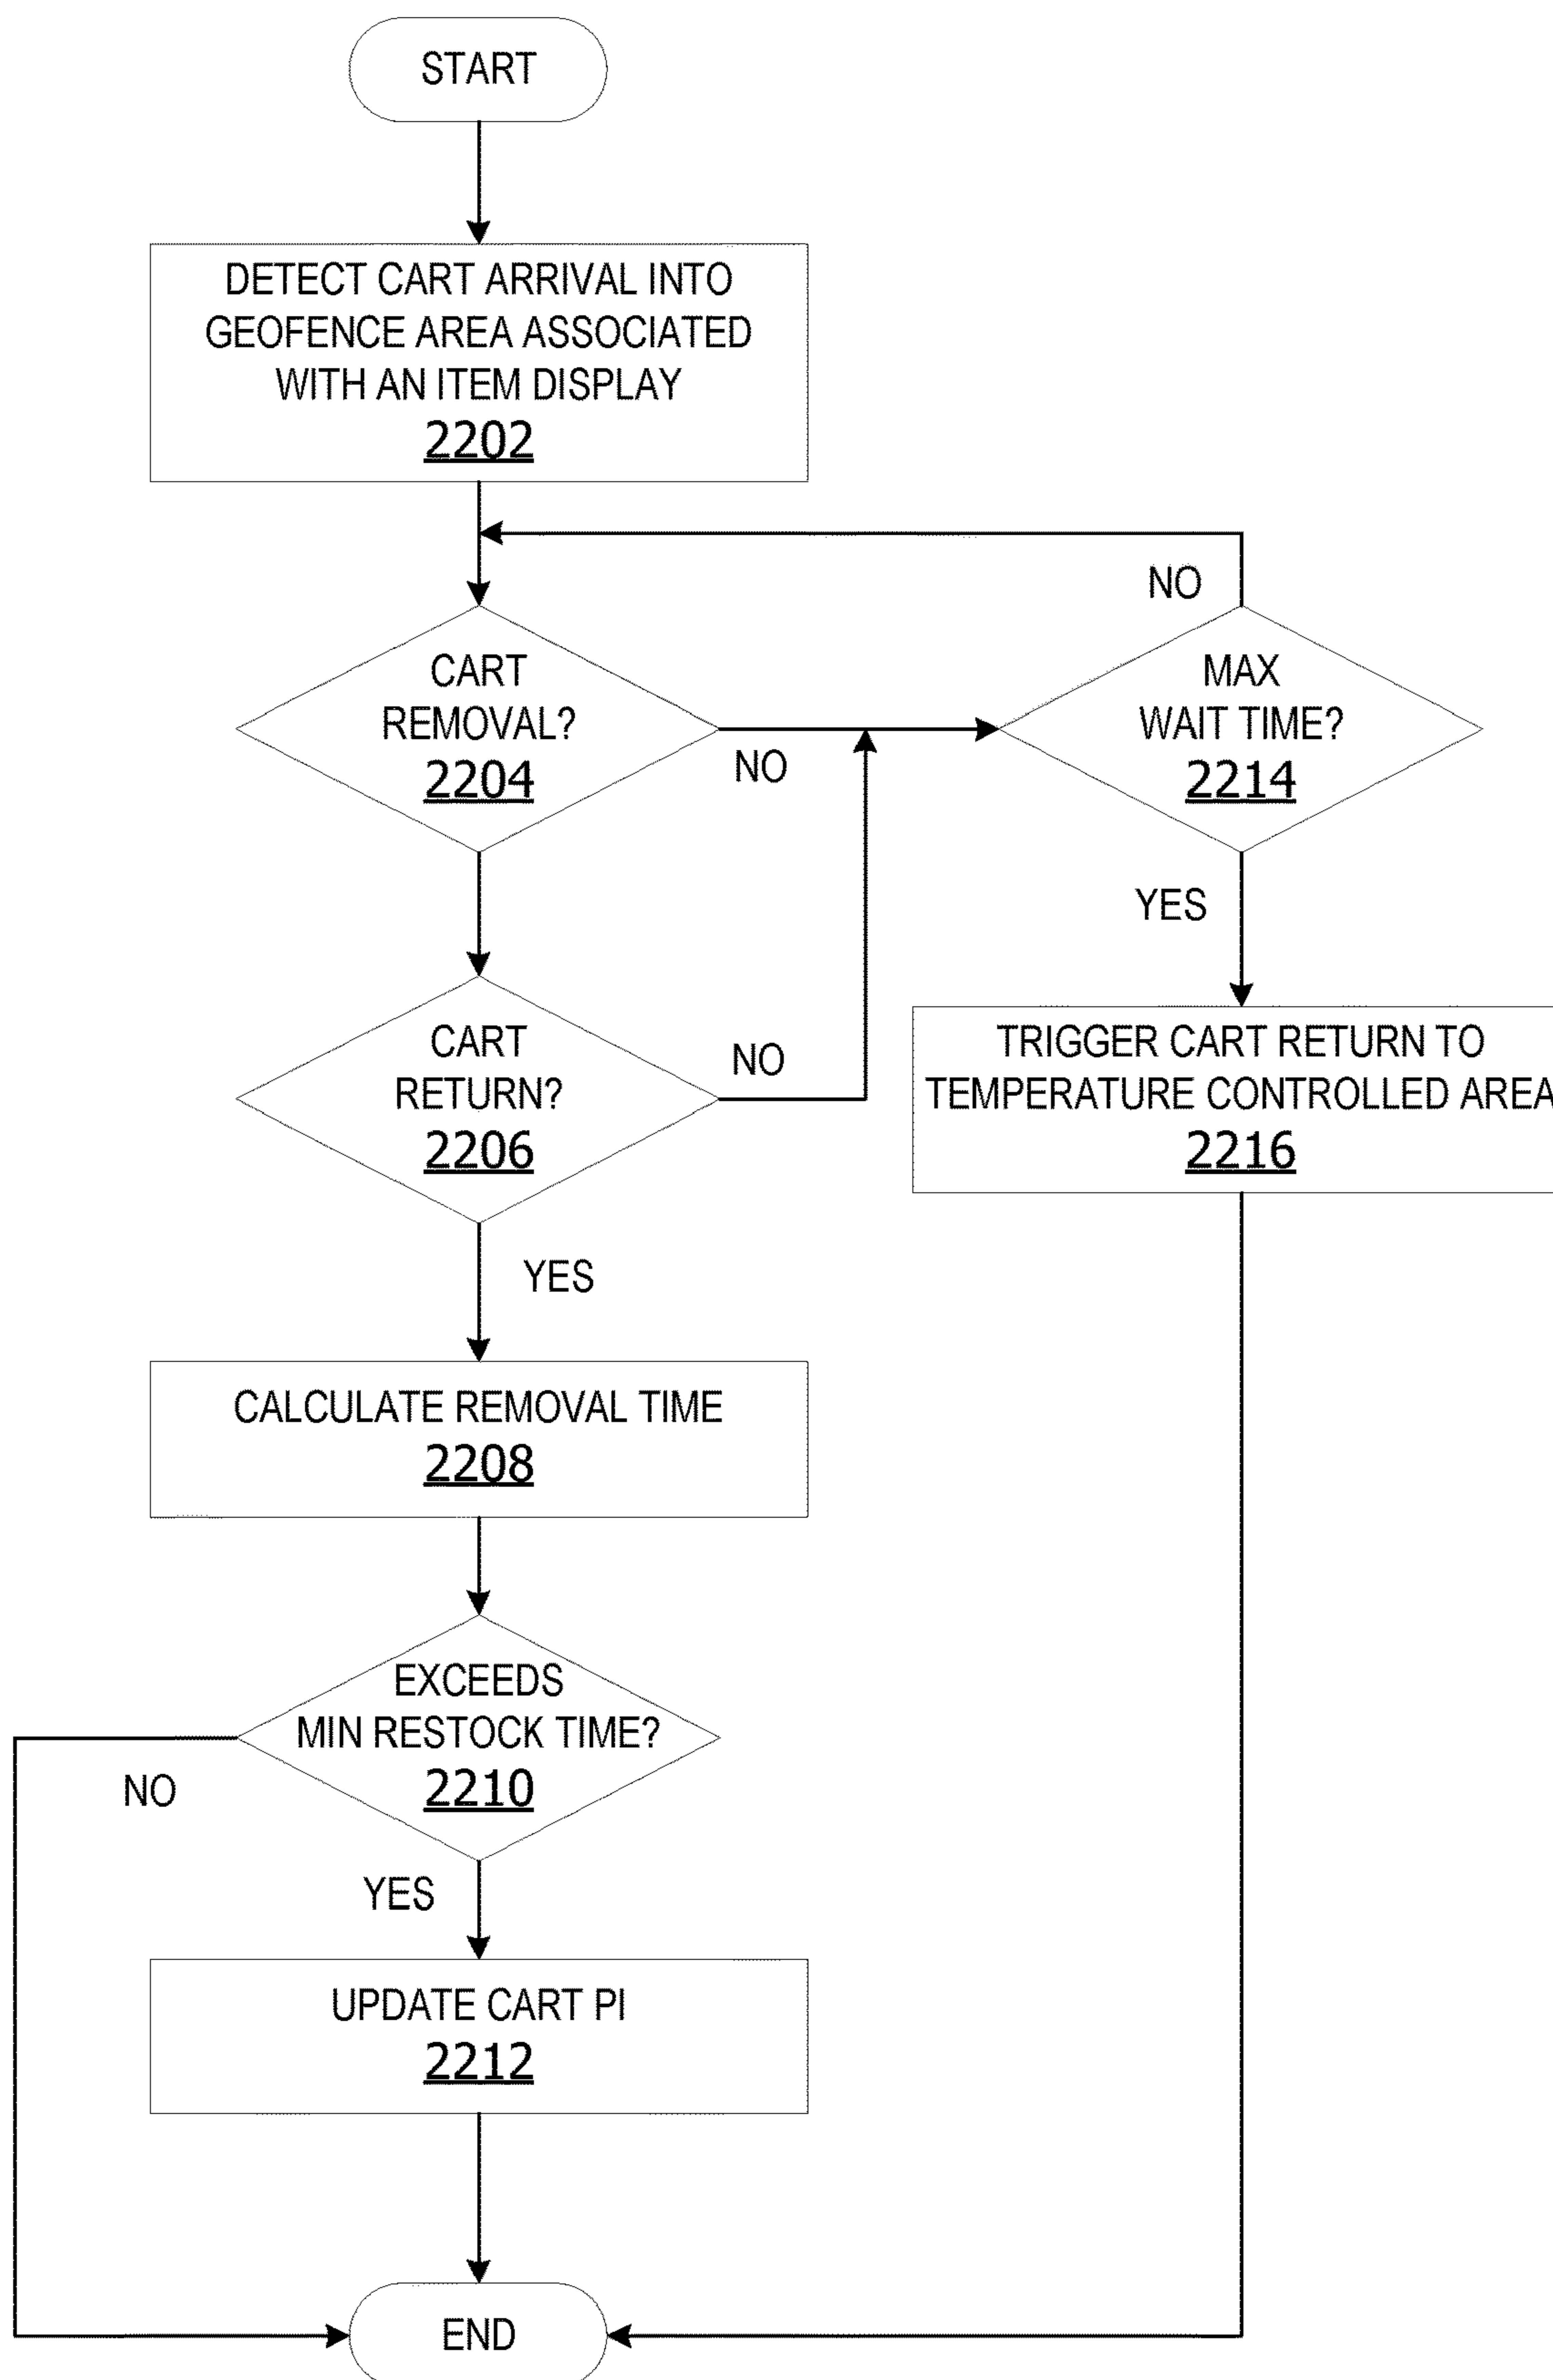 START
DETECT CART ARRIVAL INTO
GEOFENCE AREA ASSOCIATED
WITH AN ITEM DISPLAY
2202
NO
CART
REMOVAL?
2204
NO
MAX
WAIT TIME?
2214
YES
CART
RETURN?
2206
NO
TRIGGER CART RETURN TO
TEMPERATURE CONTROLLED AREA
2216
YES
CALCULATE REMOVAL TIME
2208
EXCEEDS
MIN RESTOCK TIME?
2210
NO
YES
UPDATE CART PI
2212
END